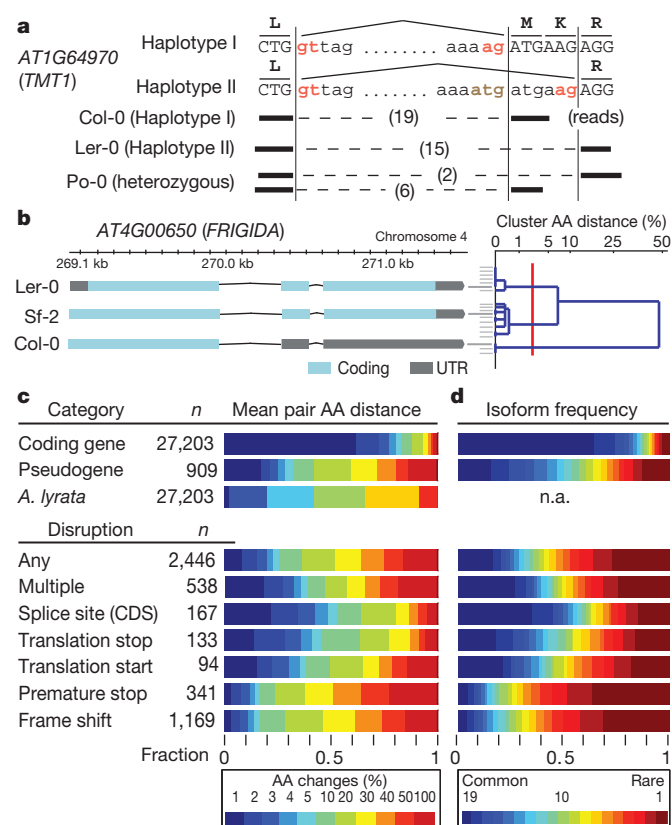 a
L M K R
AT1G64970
(TMT1)
Haplotype I CTG gttag ........ aaaag ATGAAGAGG
L R
Haplotype II CTG gttag ....... aaaatg atgaag AGG
Col-0 (Haplotype I) (19) (reads)
Ler-0 (Haplotype II) (15)
Po-0 (heterozygous) (2)
(6)
b AT4G00650 (FRIGIDA) Chromosome 4
Cluster AA distance (%)
0 1 5 10 25 50
269.1 kb 270.0 kb 271.0 kb
Ler-0
Sf-2
Col-0
Coding UTR
c d
Category n Mean pair AA distance Isoform frequency
Coding gene 27,203
Pseudogene 909
A. lyrata 27,203 n.a.
Disruption n
Any 2,446
Multiple 538
Splice site (CDS) 167
Translation stop 133
Translation start 94
Premature stop 341
Frame shift 1,169
Fraction 0 0.5 1 0 0.5 1
AA changes (%)
1 2 3 4 5 10 20 30 40 50 100
Common Rare
19 10 1